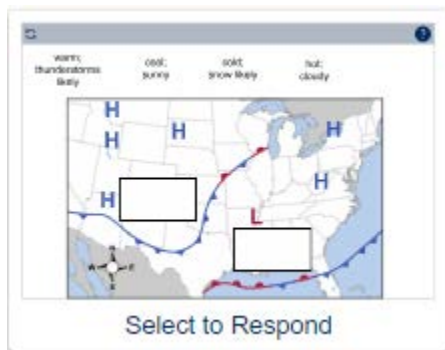 ?
warm;
thunderstorms
likely
cool;
sunny
cold;
snow likely
hot;
cloudy
H
H
H
H
H
H
L
N
W
E
S
Select to Respond